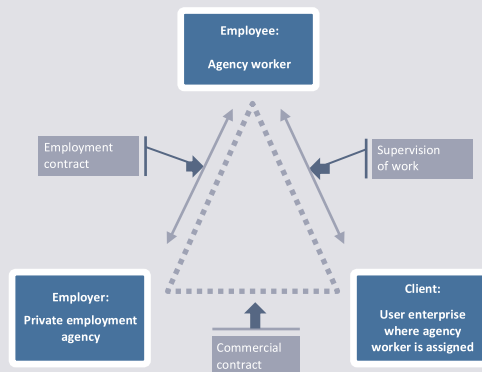 Employee:
Agency worker
Employment
contract
Supervision
of work
Employer:
Private employment
agency
Client:
User enterprise
where agency
worker is assigned
Commercial
contract